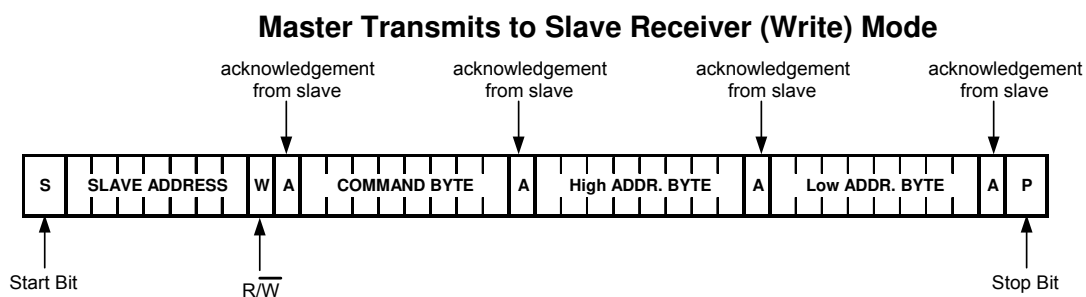 Master Transmits to Slave Receiver (Write) Mode
acknowledgement
from slave
acknowledgement
from slave
acknowledgement
from slave
acknowledgement
from slave
S SLAVE ADDRESS W A COMMAND BYTE A High ADDR. BYTE A Low ADDR. BYTE A P
Start Bit
R/W̅
Stop Bit